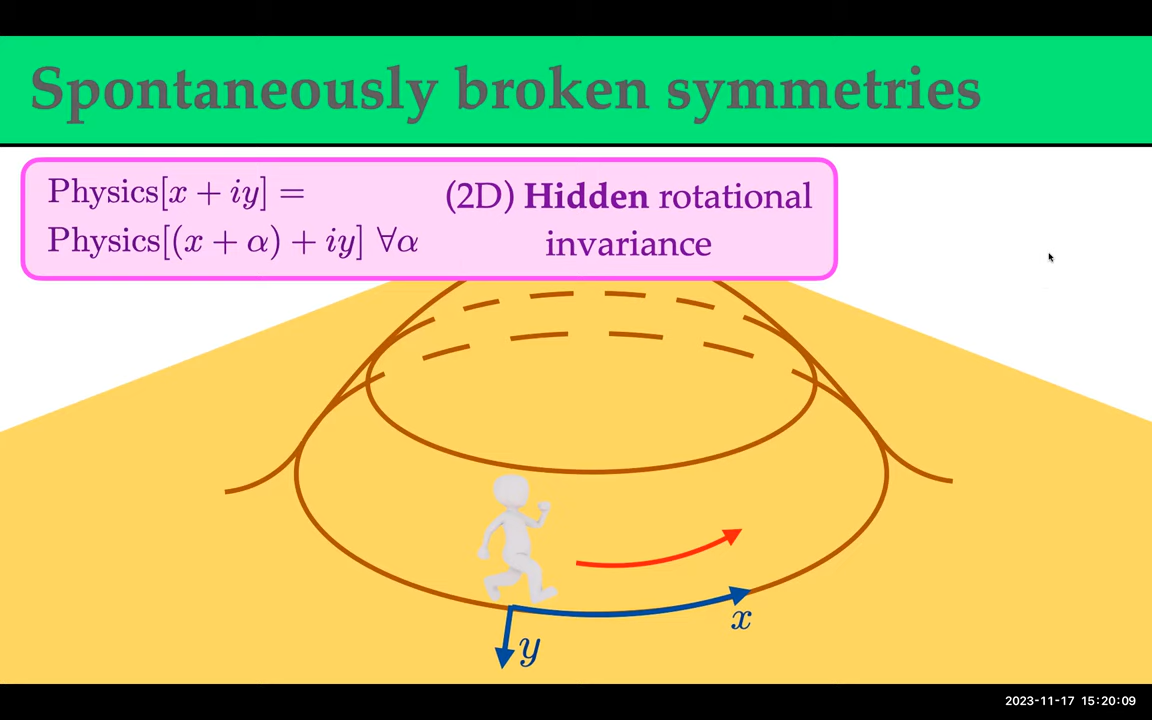 Spontaneously broken symmetries
Physics[x + iy] =
Physics[(x + α) + iy] ∀α
(2D) Hidden rotational
invariance
x
y
2023-11-17 15:20:09